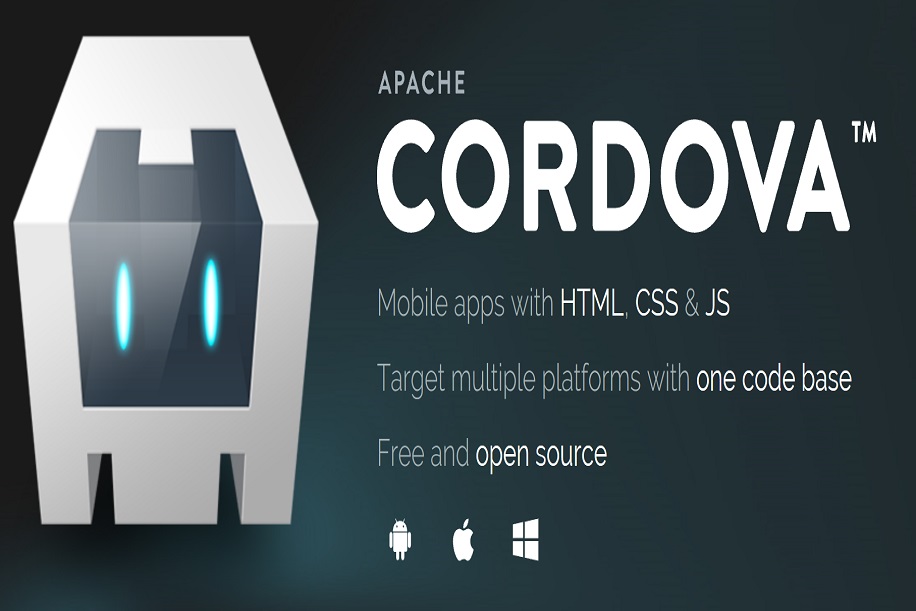 APACHE
CORDOVA™
Mobile apps with HTML, CSS & JS
Target multiple platforms with one code base
Free and open source